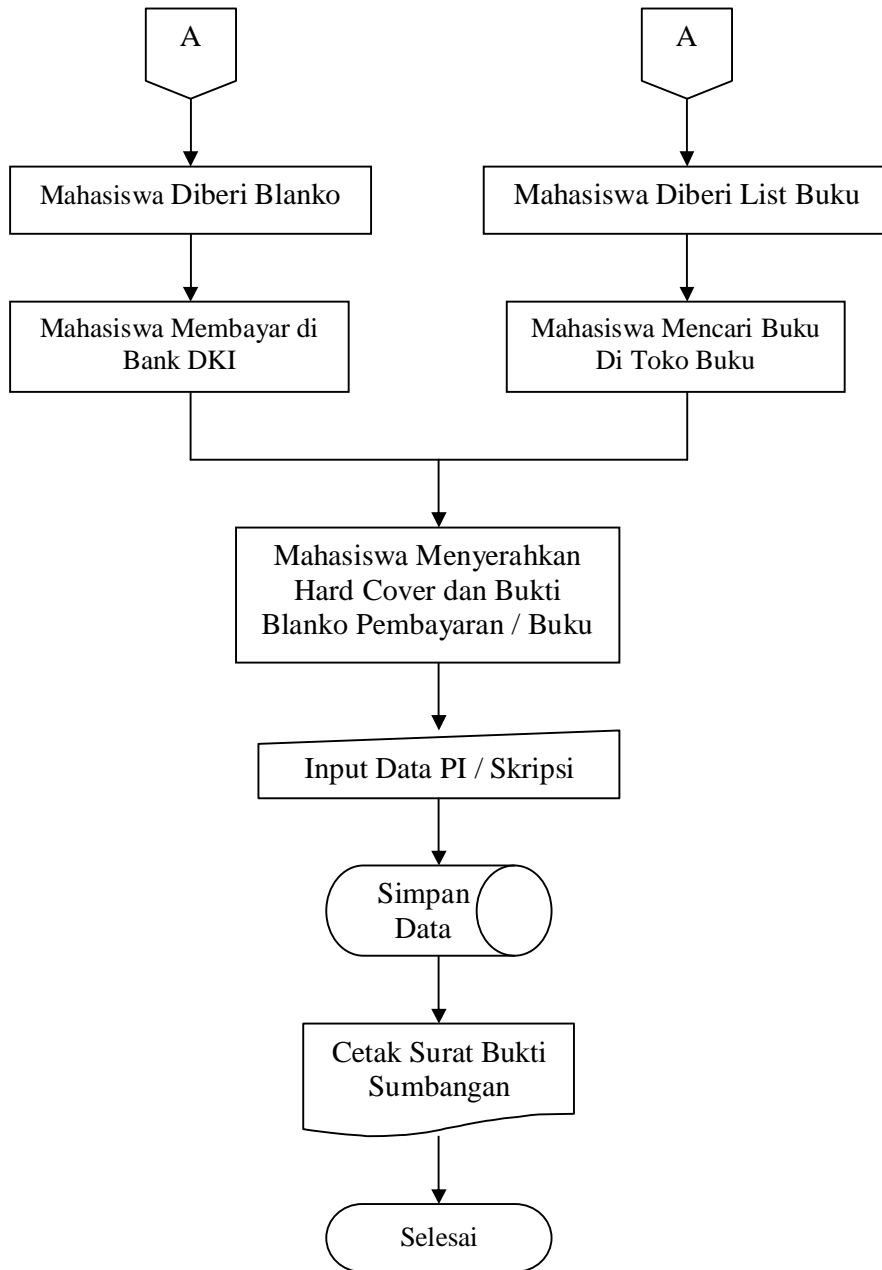 A
A
Mahasiswa Diberi Blanko
Mahasiswa Diberi List Buku
Mahasiswa Membayar di
Bank DKI
Mahasiswa Mencari Buku
Di Toko Buku
Mahasiswa Menyerahkan
Hard Cover dan Bukti
Blanko Pembayaran / Buku
Input Data PI / Skripsi
Simpan
Data
Cetak Surat Bukti
Sumbangan
Selesai